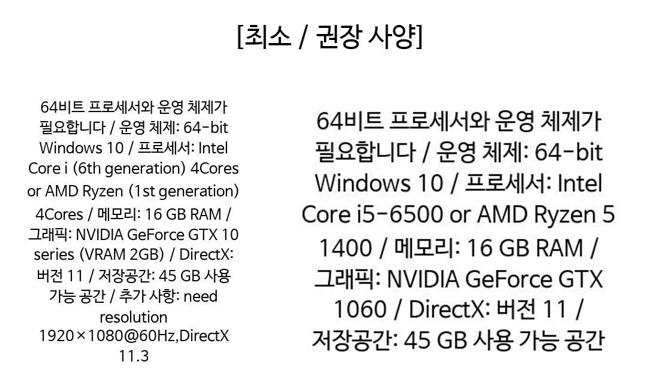 [최소 / 권장 사양]
64비트 프로세서와 운영 체제가
필요합니다 / 운영 체제: 64-bit
Windows 10 / 프로세서: Intel
Core i (6th generation) 4Cores
or AMD Ryzen (1st generation)
4Cores / 메모리: 16 GB RAM /
그래픽: NVIDIA GeForce GTX 10
series (VRAM 2GB) / DirectX:
버전 11 / 저장공간: 45 GB 사용
가능 공간 / 추가 사항: need
resolution
1920×1080@60Hz,DirectX
11.3
64비트 프로세서와 운영 체제가
필요합니다 / 운영 체제: 64-bit
Windows 10 / 프로세서: Intel
Core i5-6500 or AMD Ryzen 5
1400 / 메모리: 16 GB RAM /
그래픽: NVIDIA GeForce GTX
1060 / DirectX: 버전 11 /
저장공간: 45 GB 사용 가능 공간